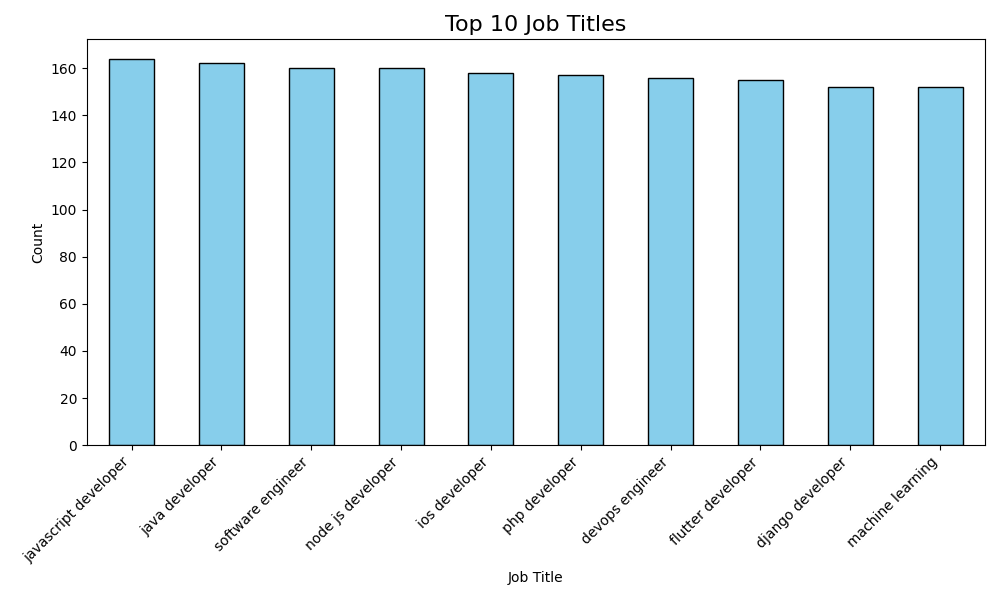 Top 10 Job Titles
160
140
120
100
80
60
40
20
0
Count
javascript developer
java developer
software engineer
node js developer
ios developer
php developer
devops engineer
flutter developer
django developer
machine learning
Job Title